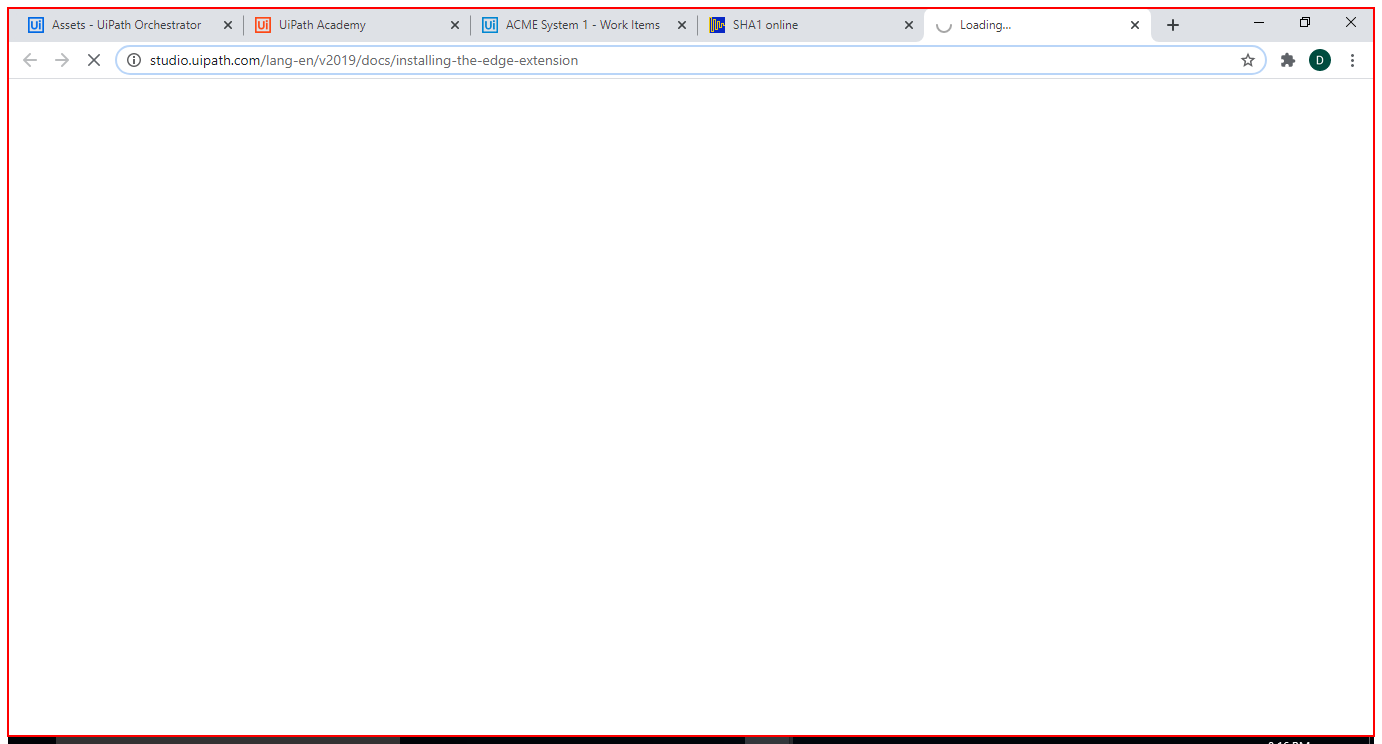 Ui Assets - UiPath Orchestrator Ui UiPath Academy Ui ACME System 1 - Work Items SHA1 online Loading...
studio.uipath.com/lang-en/v2019/docs/installing-the-edge-extension D